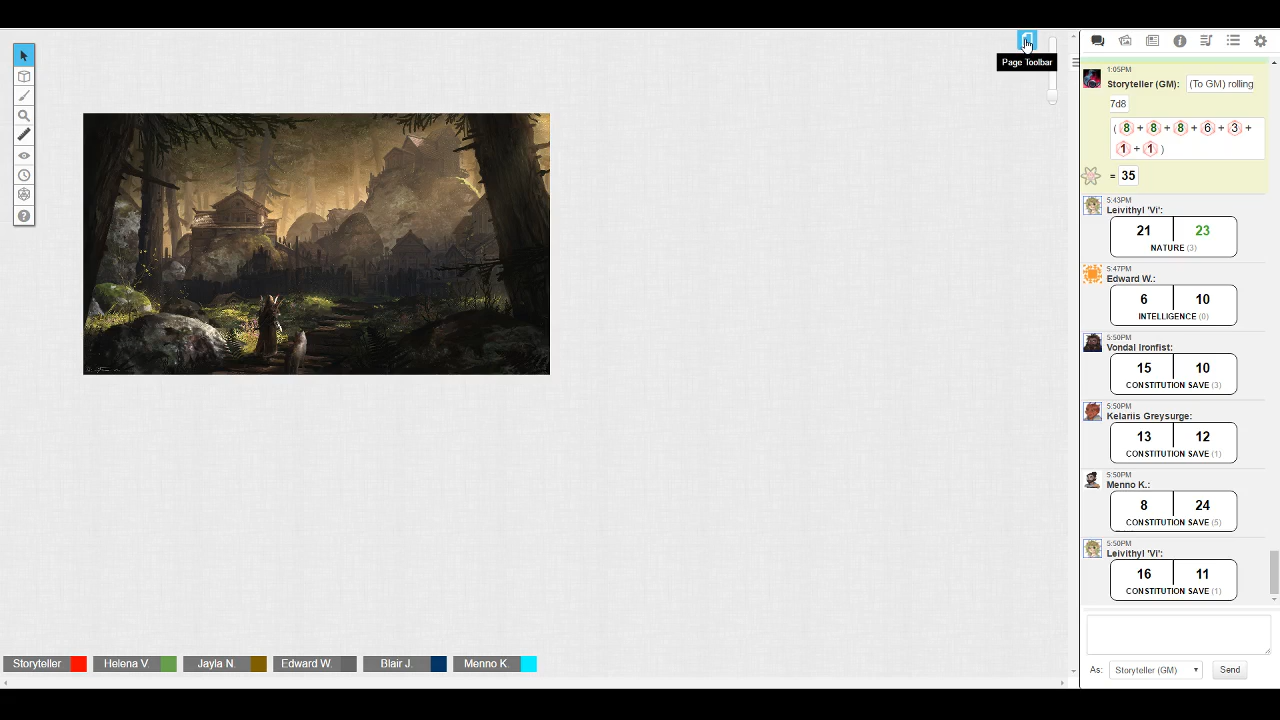 Page Toolbar
1:05PM
Storyteller (GM): (To GM) rolling
7d8
(8+8+8+6+3+
1+1)
=35
5:43PM
Leivithyl 'Vi':
21 23
NATURE (3)
5:47PM
Edward W.:
6 10
INTELLIGENCE (0)
5:50PM
Vondal Ironfist:
15 10
CONSTITUTION SAVE (3)
5:50PM
Kelariis Greysurge:
13 12
CONSTITUTION SAVE (1)
5:50PM
Menno K.:
8 24
CONSTITUTION SAVE (5)
5:50PM
Leivithyl 'Vi':
16 11
CONSTITUTION SAVE (1)
As: Storyteller (GM) Send
Storyteller Helena V. Jayla N. Edward W. Blair J. Menno K.